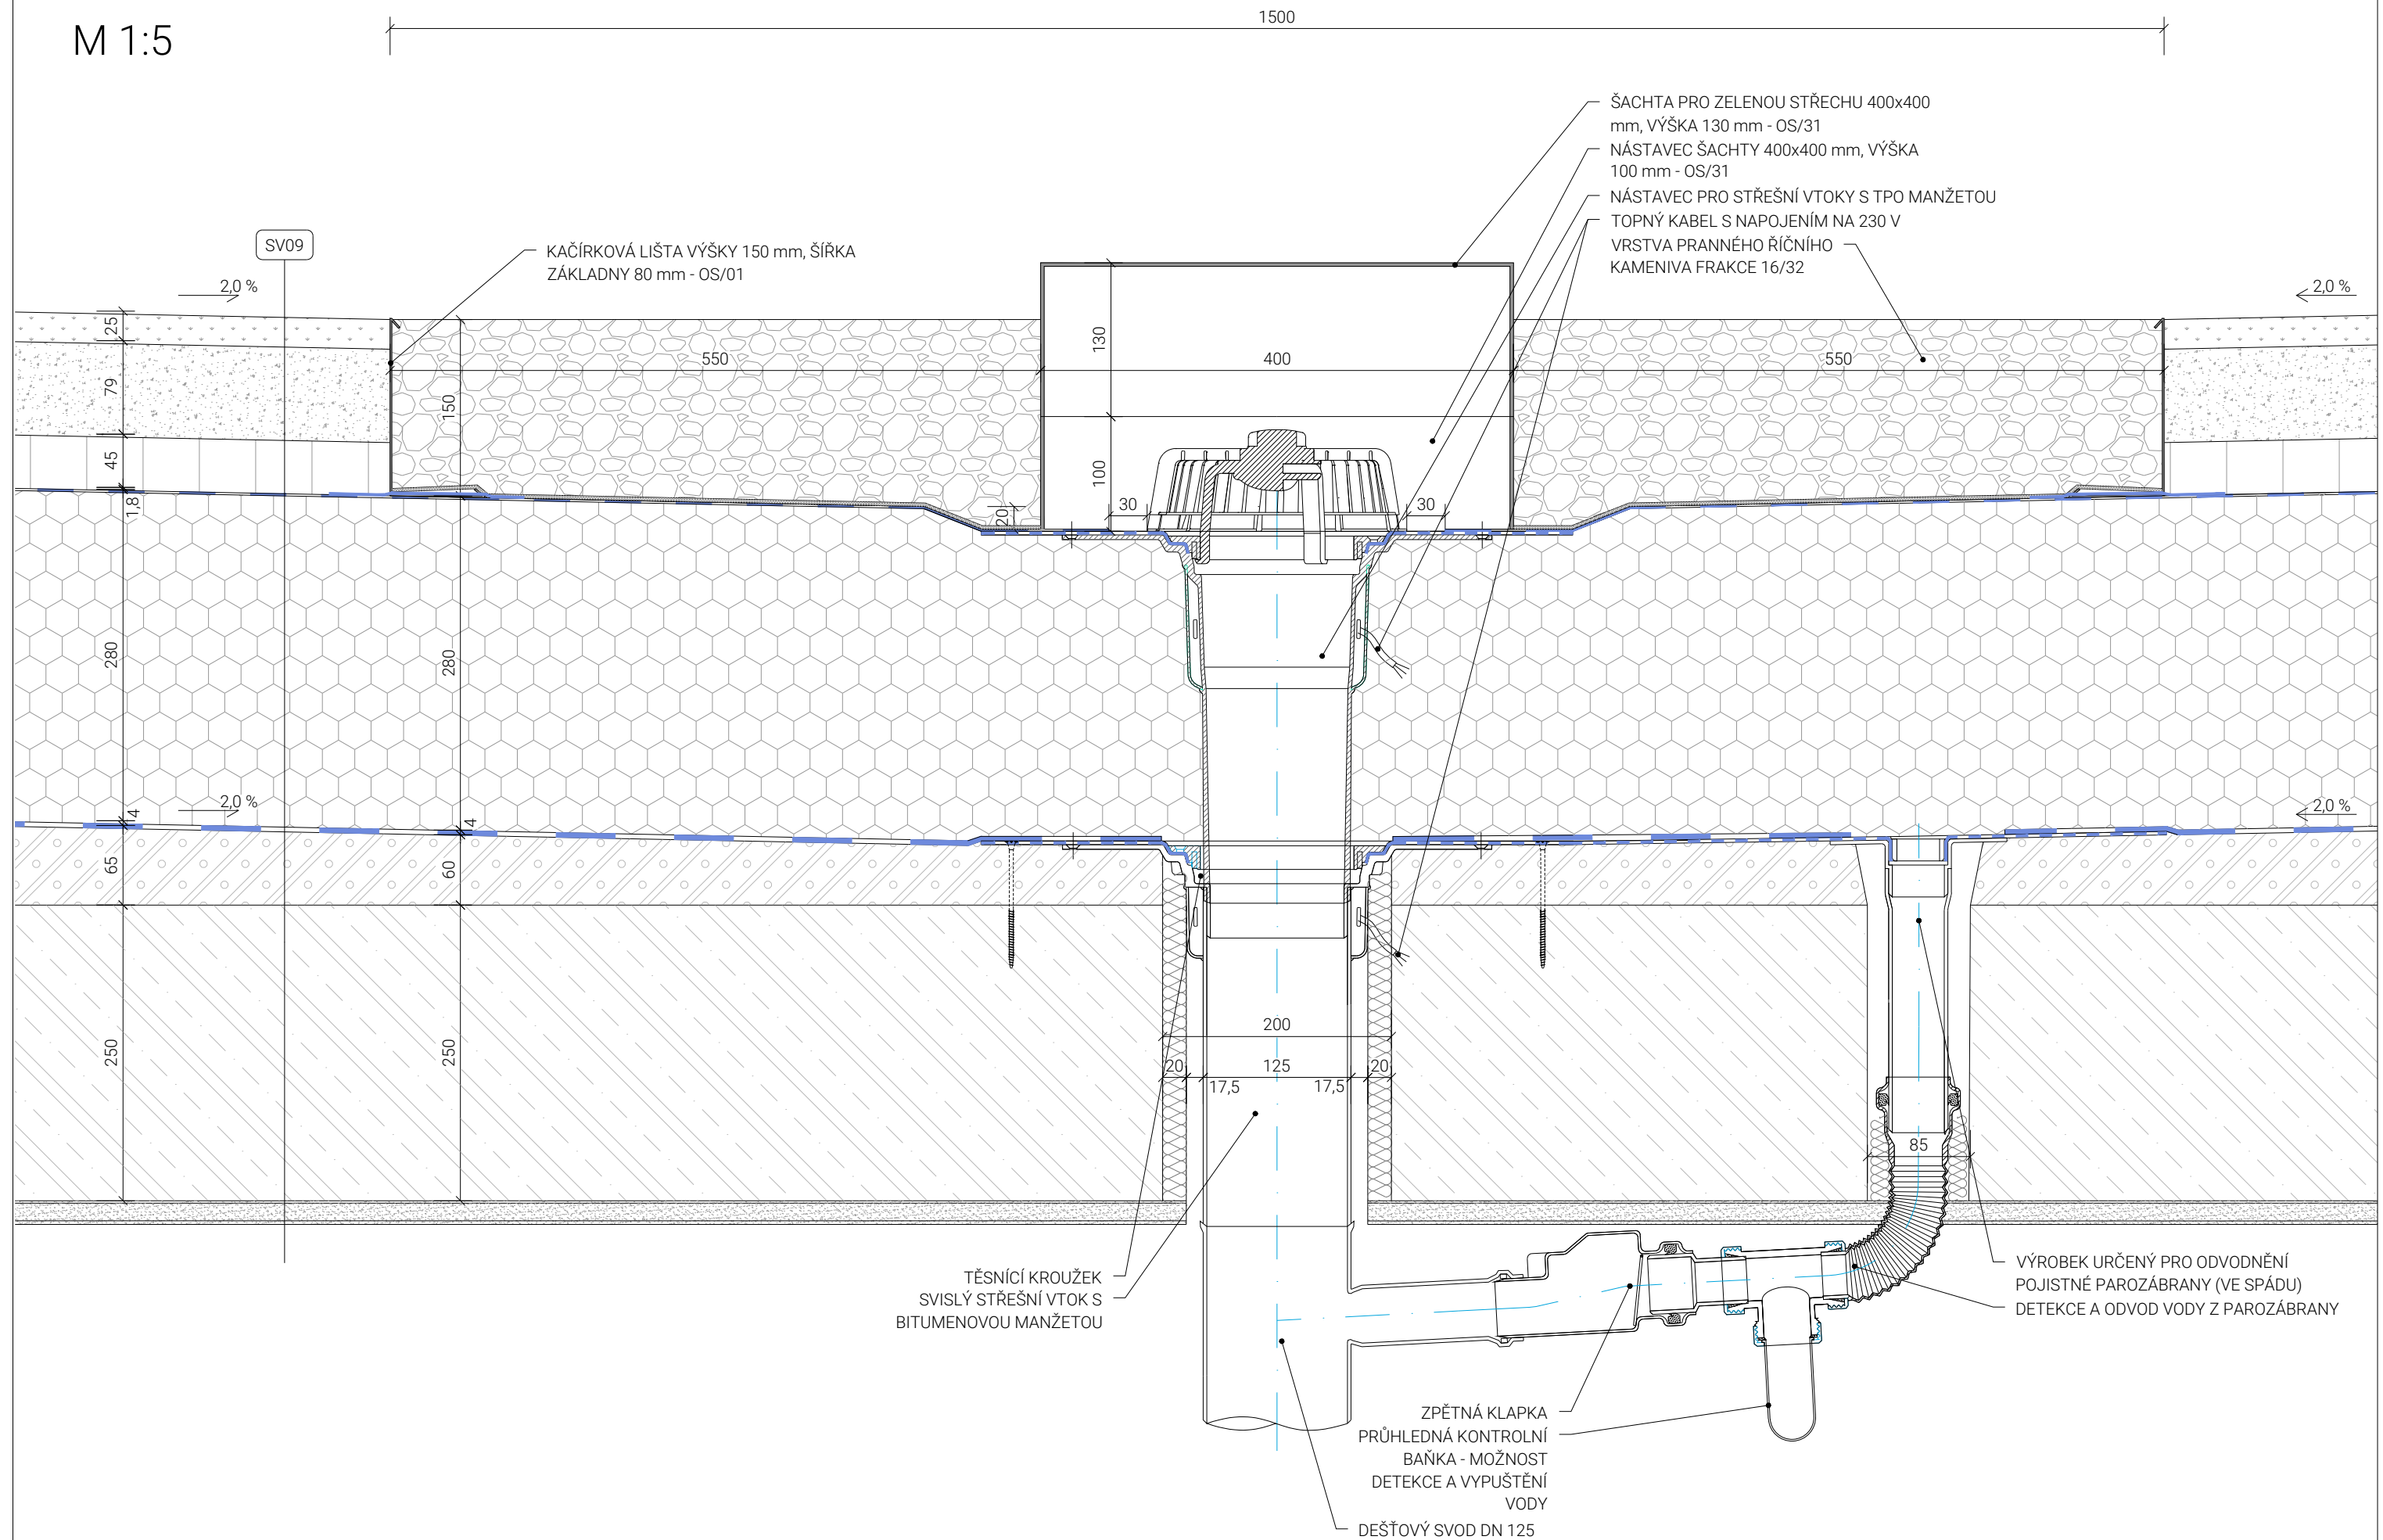 1500
M 1:5
ŠACHTA PRO ZELENOU STŘECHU 400x400
mm, VÝŠKA 130 mm - OS/31
NÁSTAVEC ŠACHTY 400x400 mm, VÝŠKA
100 mm - OS/31
NÁSTAVEC PRO STŘEŠNÍ VTOKY S TPO MANŽETOU
TOPNÝ KABEL S NAPOJENÍM NA 230 V
VRSTVA PRANNÉHO ŘÍČNÍHO
KAMENIVA FRAKCE 16/32
SV09
KAČÍRKOVÁ LIŠTA VÝŠKY 150 mm, ŠÍŘKA
ZÁKLADNY 80 mm - OS/01
2,0 %
2,0 %
25
130
550
400
550
79
150
45
100
1,8
30
30
20
280
280
2,0 %
2,0 %
4
4
65
60
200
250
250
20
125
20
17,5
17,5
85
TĚSNÍCÍ KROUŽEK
SVISLÝ STŘEŠNÍ VTOK S
BITUMENOVOU MANŽETOU
VÝROBEK URČENÝ PRO ODVODNĚNÍ
POJISTNÉ PAROZÁBRANY (VE SPÁDU)
DETEKCE A ODVOD VODY Z PAROZÁBRANY
ZPĚTNÁ KLAPKA
PRŮHLEDNÁ KONTROLNÍ
BAŇKA - MOŽNOST
DETEKCE A VYPUŠTĚNÍ
VODY
DEŠŤOVÝ SVOD DN 125